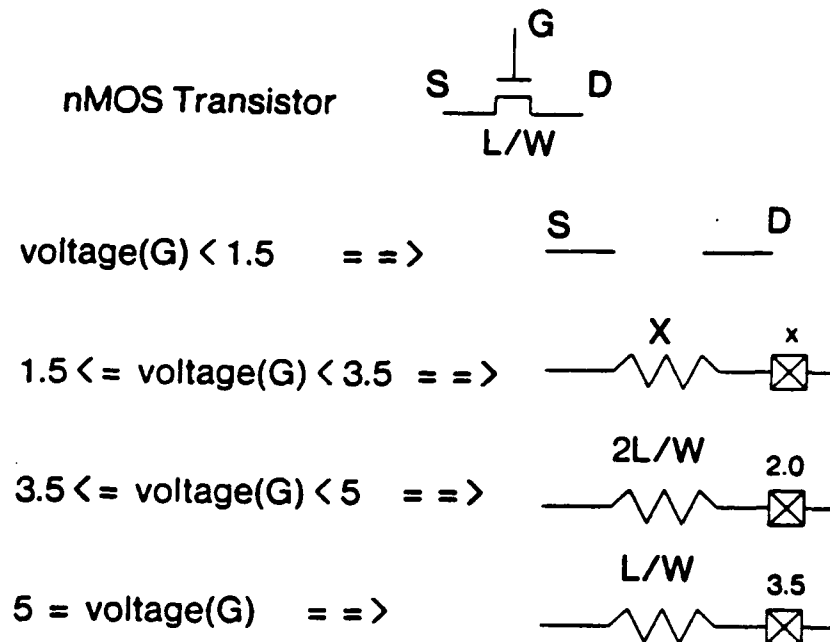 G
nMOS Transistor S D
L/W
voltage(G) < 1.5 = = > S D
X x
1.5 < = voltage(G) < 3.5 = = >
2L/W 2.0
3.5 < = voltage(G) < 5 = = >
L/W 3.5
5 = voltage(G) = = >